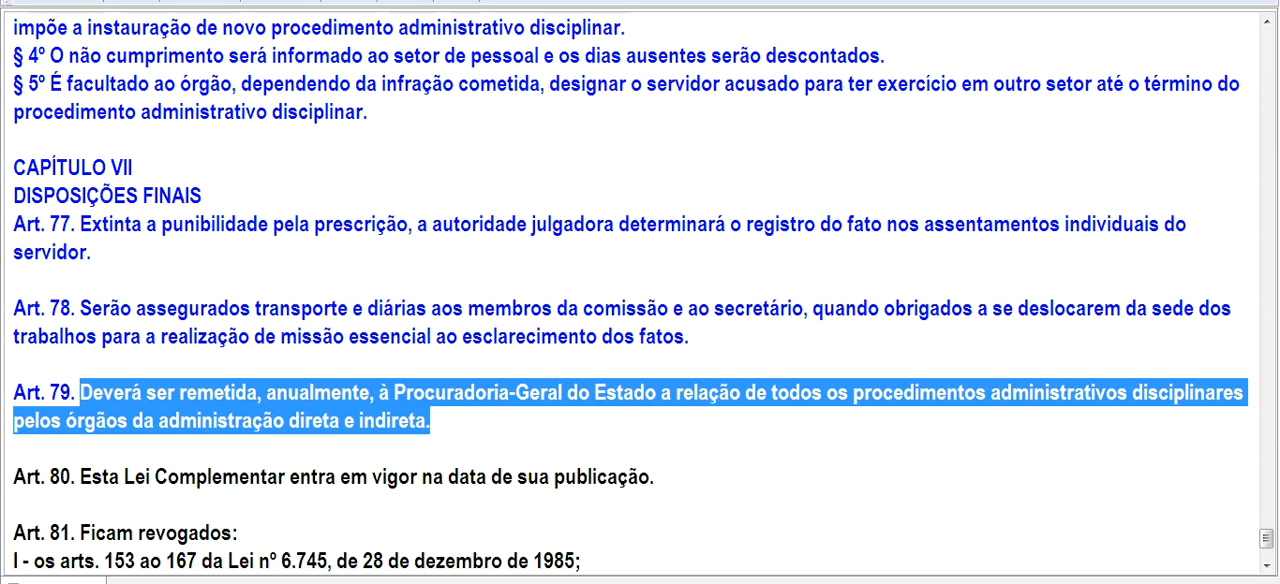 impõe a instauração de novo procedimento administrativo disciplinar.
§ 4º O não cumprimento será informado ao setor de pessoal e os dias ausentes serão descontados.
§ 5º É facultado ao órgão, dependendo da infração cometida, designar o servidor acusado para ter exercício em outro setor até o término do
procedimento administrativo disciplinar.
CAPÍTULO VII
DISPOSIÇÕES FINAIS
Art. 77. Extinta a punibilidade pela prescrição, a autoridade julgadora determinará o registro do fato nos assentamentos individuais do
servidor.
Art. 78. Serão assegurados transporte e diárias aos membros da comissão e ao secretário, quando obrigados a se deslocarem da sede dos
trabalhos para a realização de missão essencial ao esclarecimento dos fatos.
Art. 79. Deverá ser remetida, anualmente, à Procuradoria-Geral do Estado a relação de todos os procedimentos administrativos disciplinares
pelos órgãos da administração direta e indireta.
Art. 80. Esta Lei Complementar entra em vigor na data de sua publicação.
Art. 81. Ficam revogados:
I - os arts. 153 ao 167 da Lei nº 6.745, de 28 de dezembro de 1985;